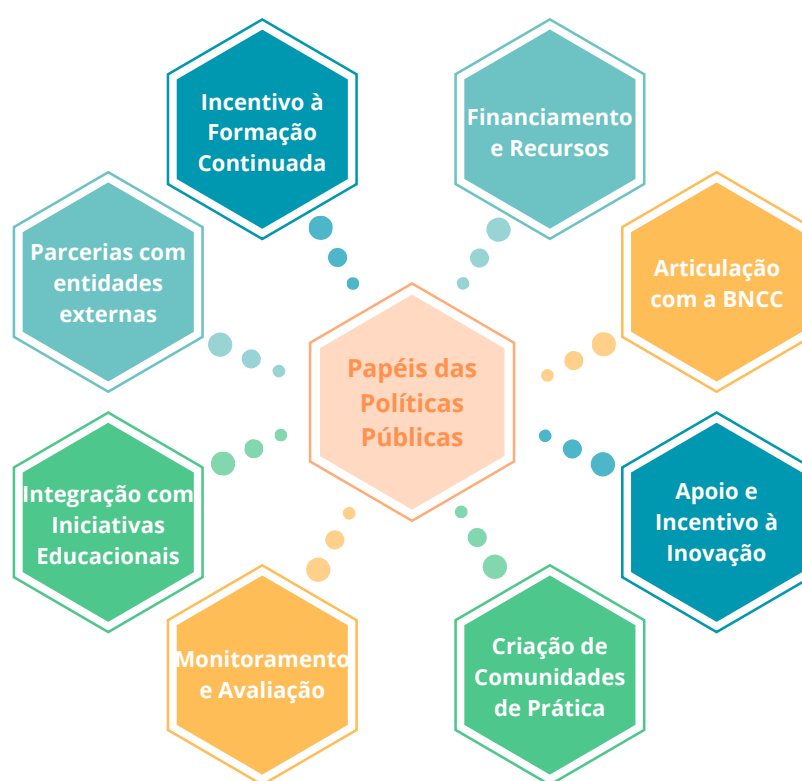 Incentivo à
Formação
Continuada
Financiamento
e Recursos
Parcerias com
entidades
externas
Articulação
com a BNCC
Papéis das
Políticas
Públicas
Integração com
Iniciativas
Educacionais
Apoio e
Incentivo à
Inovação
Monitoramento
e Avaliação
Criação de
Comunidades
de Prática